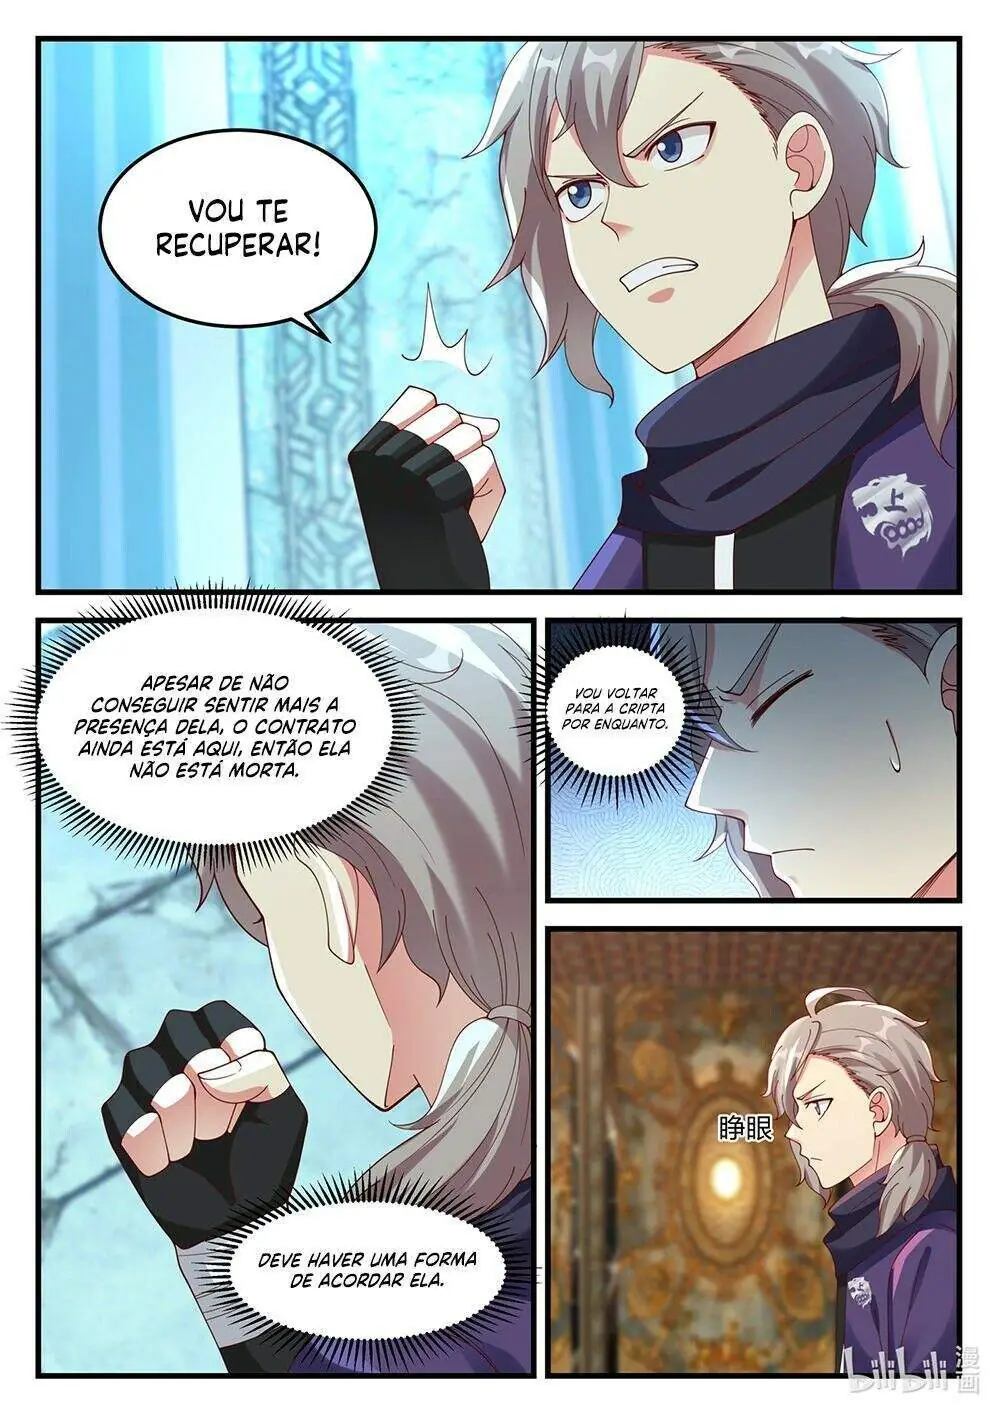 VOU TE
RECUPERAR!
APESAR DE NÃO
CONSEGUIR SENTIR MAIS A
PRESENÇA DELA, O CONTRATO
AINDA ESTÁ AQUI, ENTÃO ELA
NÃO ESTÁ MORTA.
VOU VOLTAR
PARA A CRIPTA
POR ENQUANTO.
DEVE HAVER UMA FORMA
DE ACORDAR ELA.
睁眼
bilibili
漫画